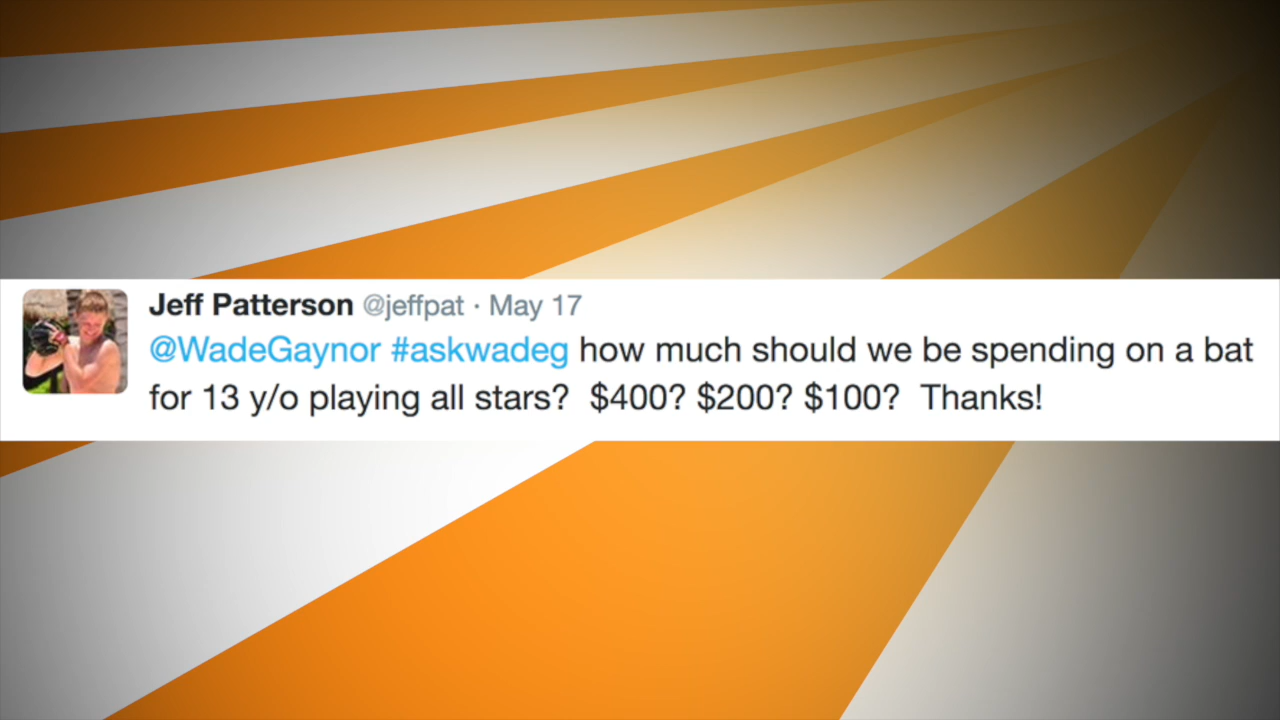 Jeff Patterson @jeffpat · May 17
@WadeGaynor #askwadeg how much should we be spending on a bat
for 13 y/o playing all stars?  $400? $200? $100?  Thanks!